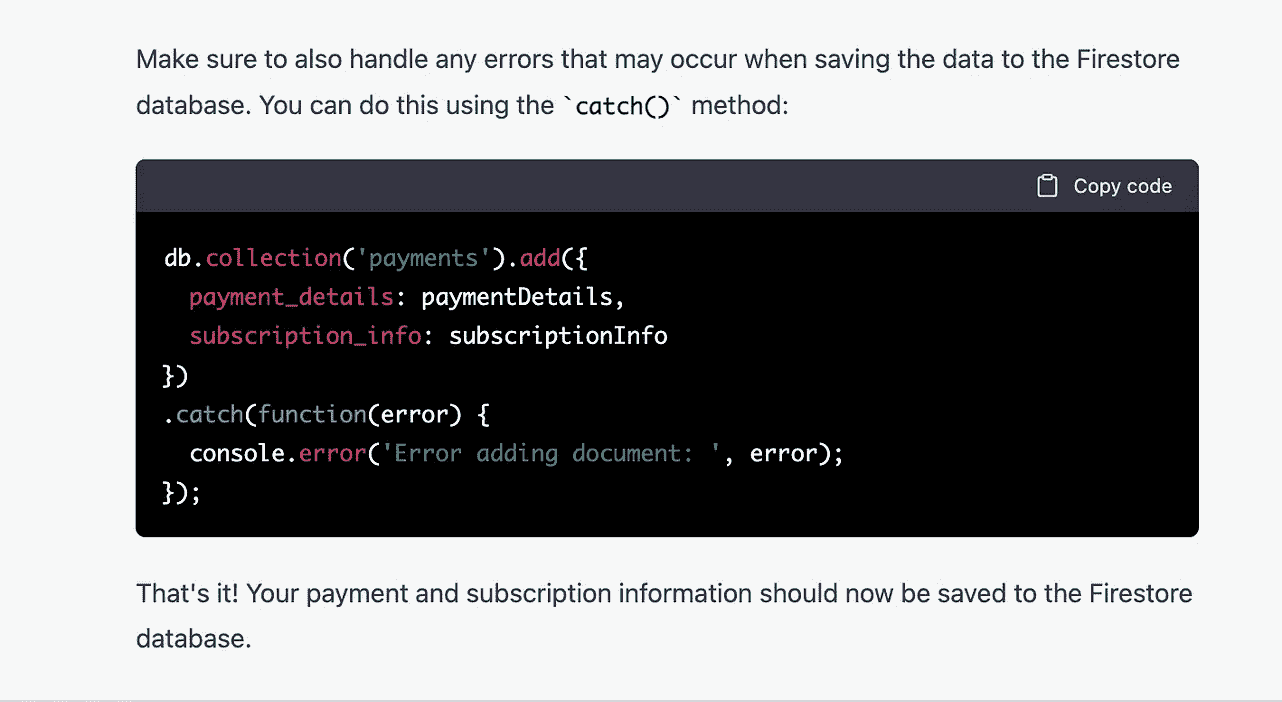 Make sure to also handle any errors that may occur when saving the data to the Firestore
database. You can do this using the `catch()` method:
Copy code
db.collection('payments').add({
  payment_details: paymentDetails,
  subscription_info: subscriptionInfo
})
.catch(function(error) {
  console.error('Error adding document: ', error);
});
That's it! Your payment and subscription information should now be saved to the Firestore
database.